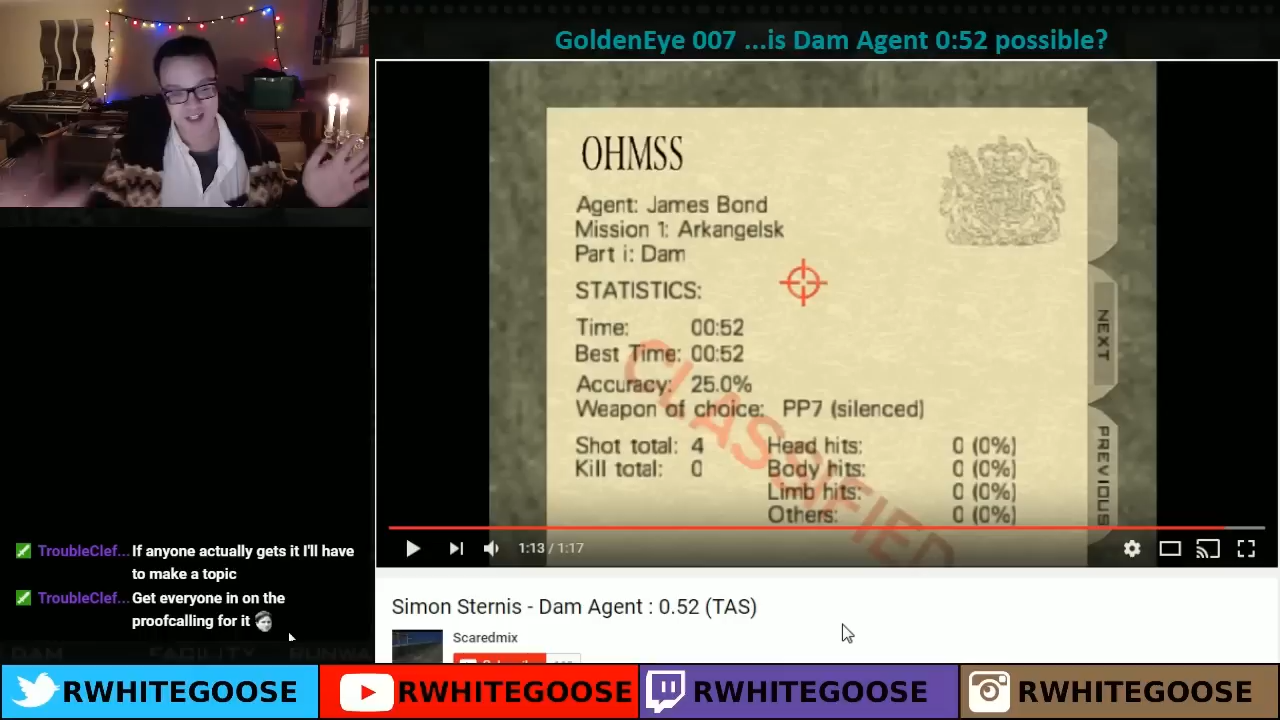 GoldenEye 007 ...is Dam Agent 0:52 possible?
OHMSS
Agent: James Bond
Mission 1: Arkangelsk
Part i: Dam
STATISTICS:
Time: 00:52
Best Time: 00:52
Accuracy: 25.0%
Weapon of choice: PP7 (silenced)
Shot total: 4
Kill total: 0
Head hits: 0 (0%)
Body hits: 0 (0%)
Limb hits: 0 (0%)
Others: 0 (0%)
CLASSIFIED
NEXT
PREVIOUS
1:13 / 1:17
Simon Sternis - Dam Agent : 0.52 (TAS)
Scaredmix
TroubleClef... If anyone actually gets it I'll have
to make a topic
TroubleClef... Get everyone in on the
proofcalling for it
DAM FACILITY RUNWAY
RWHITEGOOSE
RWHITEGOOSE
RWHITEGOOSE
RWHITEGOOSE